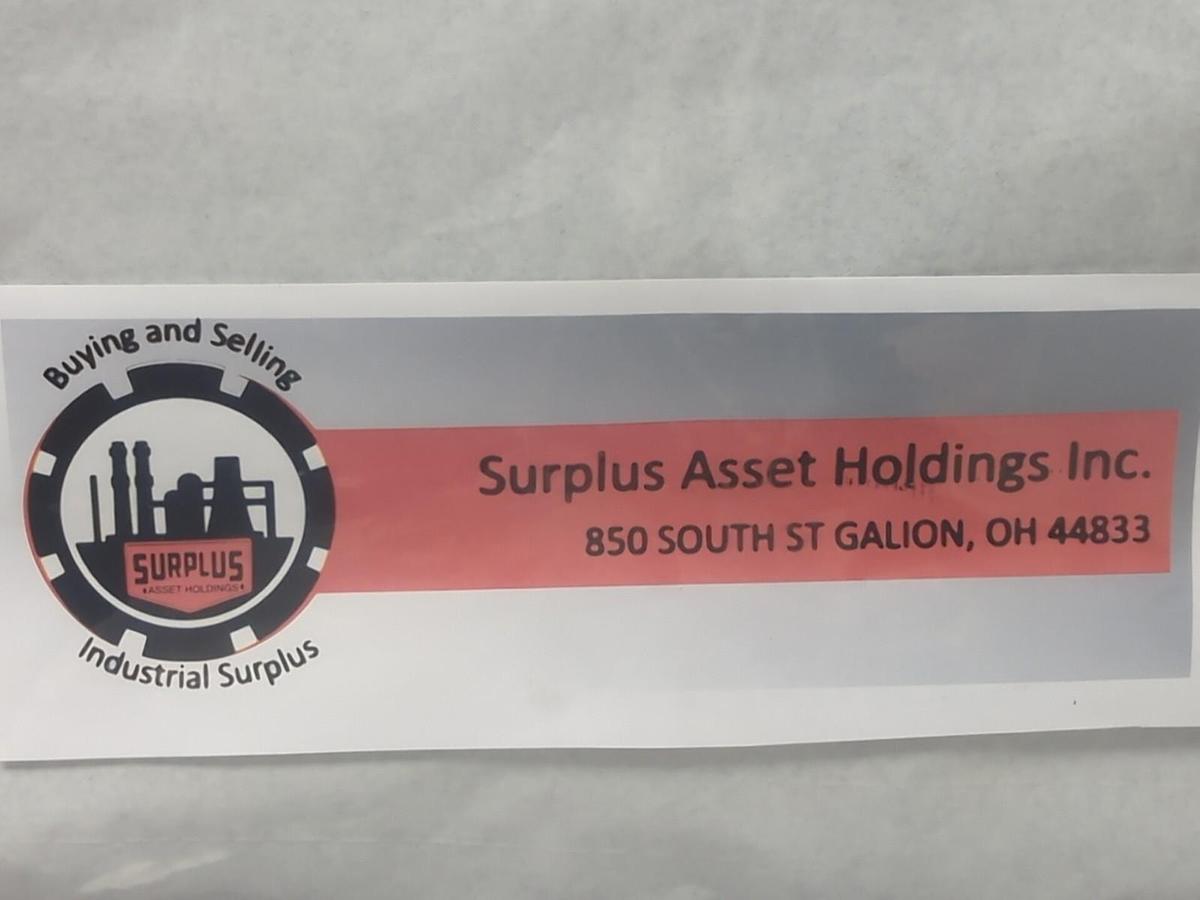 Buying and Selling
SURPLUS
ASSET HOLDINGS
Industrial Surplus
Surplus Asset Holdings Inc.
850 SOUTH ST GALION, OH 44833